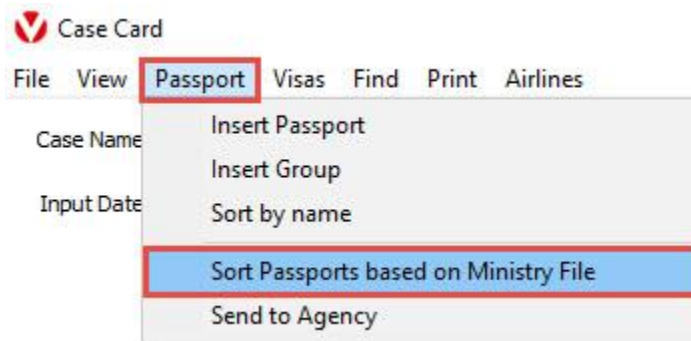 Case Card
File View Passport Visas Find Print Airlines
Case Name
Insert Passport
Insert Group
Input Date
Sort by name
Sort Passports based on Ministry File
Send to Agency